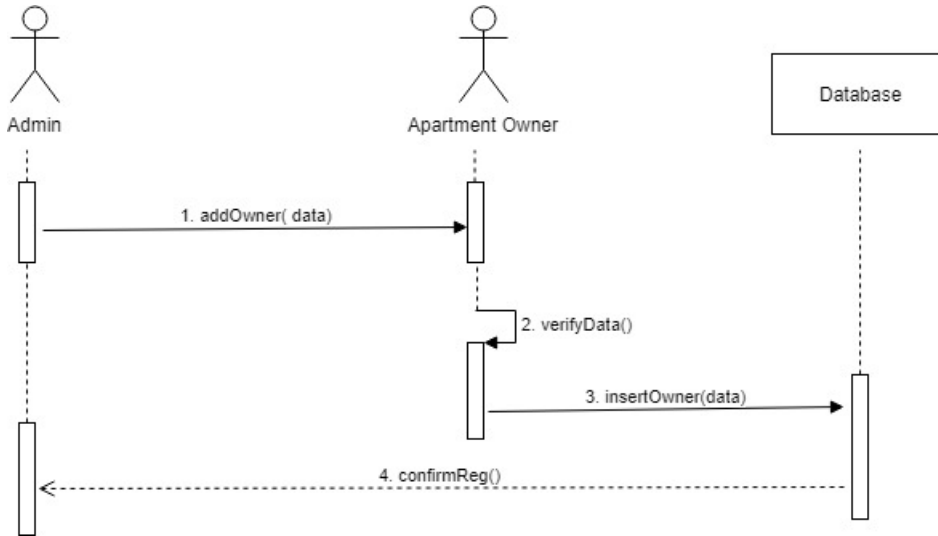 Admin
Apartment Owner
Database
1. addOwner( data)
2. verifyData()
3. insertOwner(data)
4. confirmReg()